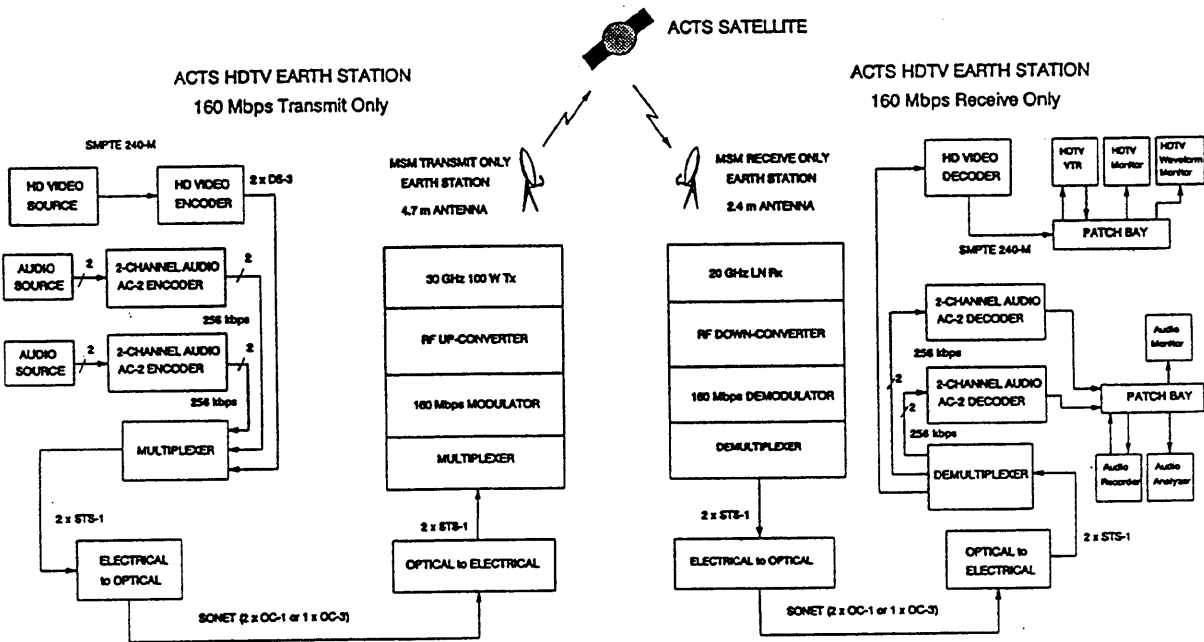 ACTS SATELLITE
ACTS HDTV EARTH STATION
160 Mbps Transmit Only
SMPTE 240-M
HD VIDEO
SOURCE
HD VIDEO
ENCODER
2 x DS-3
AUDIO
SOURCE
2
2-CHANNEL AUDIO
AC-2 ENCODER
2
256 kbps
AUDIO
SOURCE
2
2-CHANNEL AUDIO
AC-2 ENCODER
2
256 kbps
MULTIPLEXER
2 x STS-1
ELECTRICAL
to OPTICAL
SONET (2 x OC-1 or 1 x OC-3)
MSM TRANSMIT ONLY
EARTH STATION
4.7 m ANTENNA
30 GHz 100 W Tx
RF UP-CONVERTER
160 Mbps MODULATOR
MULTIPLEXER
2 x STS-1
OPTICAL to ELECTRICAL
ACTS HDTV EARTH STATION
160 Mbps Receive Only
MSM RECEIVE ONLY
EARTH STATION
2.4 m ANTENNA
20 GHz LN Rx
RF DOWN-CONVERTER
160 Mbps DEMODULATOR
DEMULTIPLEXER
2 x STS-1
ELECTRICAL to OPTICAL
SONET (2 x OC-1 or 1 x OC-3)
HD VIDEO
DECODER
HDTV
VTR
HDTV
Monitor
HDTV
Waveform
Monitor
PATCH BAY
SMPTE 240-M
2-CHANNEL AUDIO
AC-2 DECODER
256 kbps
2
2-CHANNEL AUDIO
AC-2 DECODER
2
256 kbps
Audio
Monitor
PATCH BAY
Audio
Recorder
Audio
Analyzer
DEMULTIPLEXER
2 x STS-1
OPTICAL to
ELECTRICAL